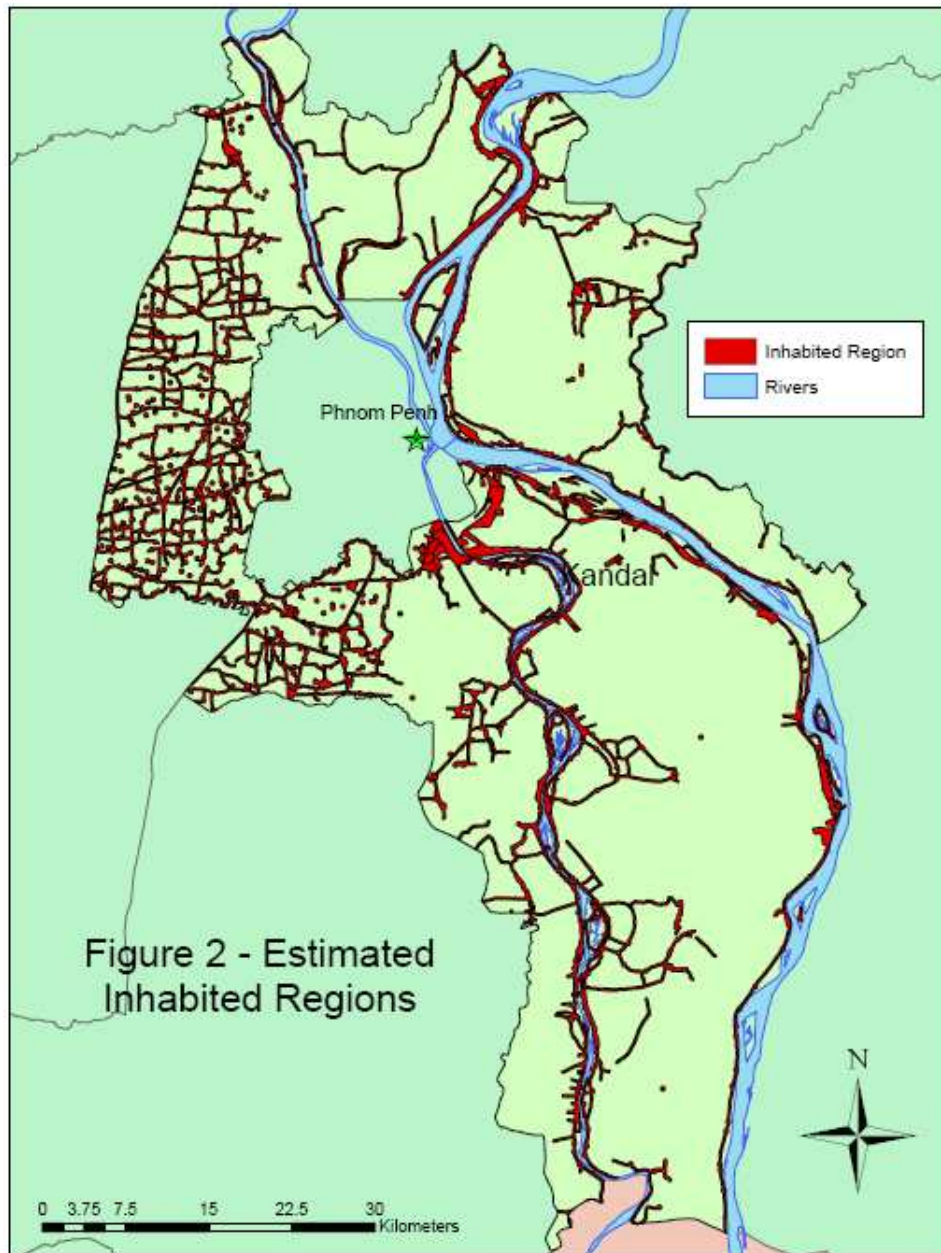 Inhabited Region
Rivers
Phnom Penh
Kandal
Figure 2 - Estimated
Inhabited Regions
N
0 3.75 7.5 15 22.5 30
Kilometers